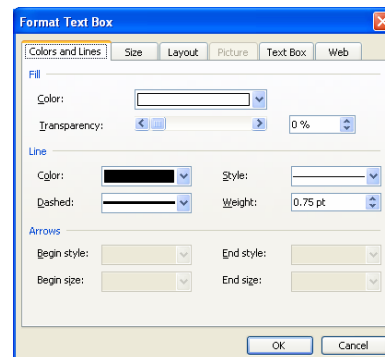 Format Text Box
Colors and Lines Size Layout Picture Text Box Web
Fill
Color:
Transparency: 0 %
Line
Color: Style:
Dashed: Weight: 0.75 pt
Arrows
Begin style: End style:
Begin size: End size:
OK Cancel